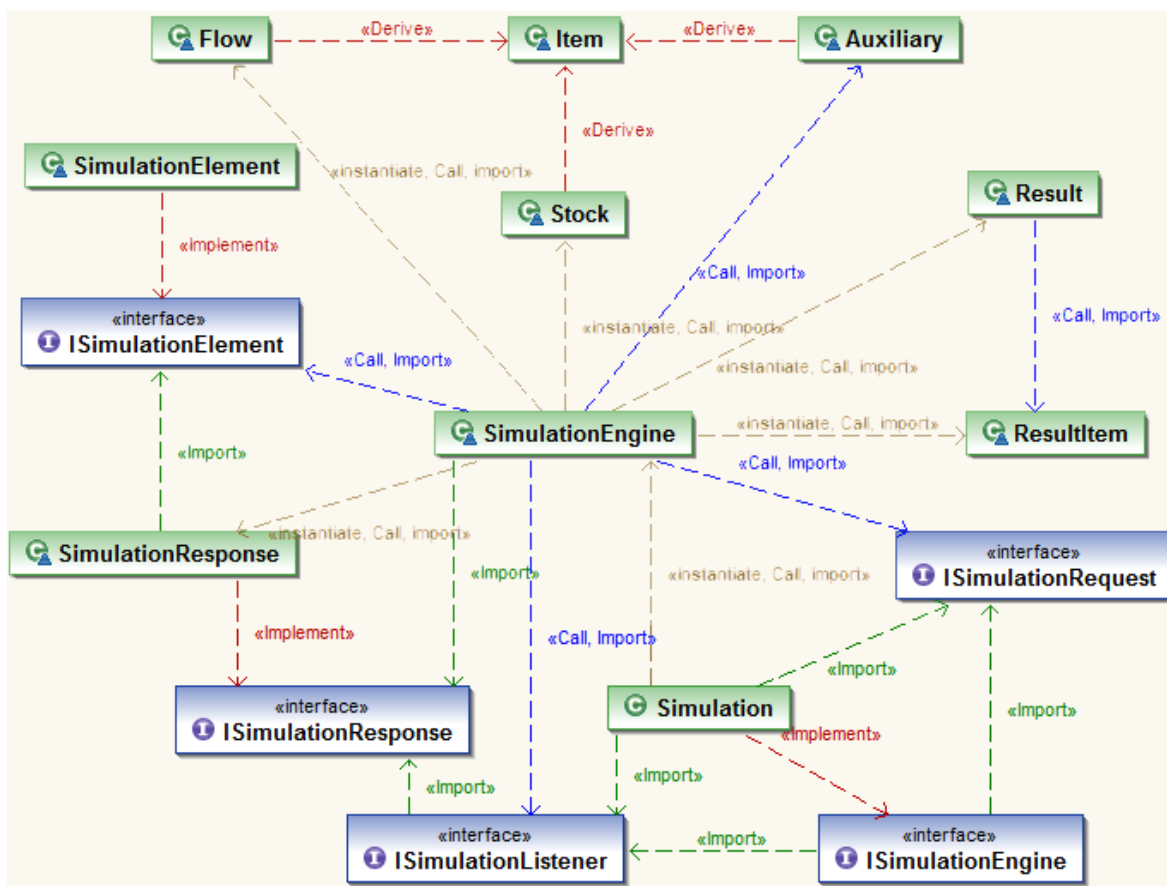 Flow
«Derive»
Item
«Derive»
Auxiliary
«Derive»
SimulationElement
«instantiate, Call, import»
Stock
Result
«Implement»
«interface»
ISimulationElement
«Call, Import»
«instantiate, Call, import»
«Call, Import»
«Call, Import»
«instantiate, Call, import»
SimulationEngine
«instantiate, Call, import»
ResultItem
«Import»
«Call, Import»
SimulationResponse
«instantiate, Call, import»
«interface»
ISimulationRequest
«Import»
«instantiate, Call, import»
«Implement»
«Call, Import»
«Import»
«interface»
ISimulationResponse
Simulation
«Import»
«Implement»
«Import»
«Import»
«interface»
ISimulationListener
«Import»
«interface»
ISimulationEngine